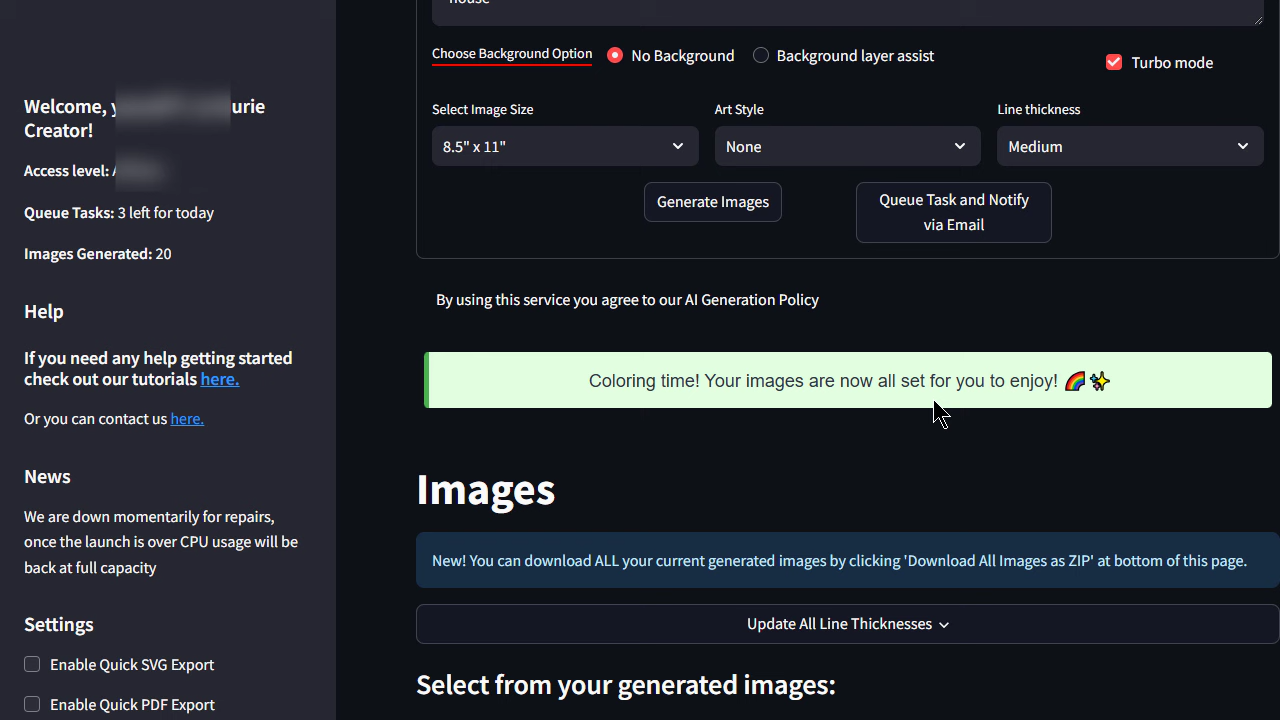 Welcome, urie
Creator!
Access level:
Queue Tasks: 3 left for today
Images Generated: 20
Help
If you need any help getting started
check out our tutorials here.
Or you can contact us here.
News
We are down momentarily for repairs,
once the launch is over CPU usage will be
back at full capacity
Settings
Enable Quick SVG Export
Enable Quick PDF Export
house
Choose Background Option
No Background
Background layer assist
Turbo mode
Select Image Size
Art Style
Line thickness
8.5" x 11"
None
Medium
Generate Images
Queue Task and Notify
via Email
By using this service you agree to our AI Generation Policy
Coloring time! Your images are now all set for you to enjoy! 🌈✨
Images
New! You can download ALL your current generated images by clicking 'Download All Images as ZIP' at bottom of this page.
Update All Line Thicknesses
Select from your generated images: